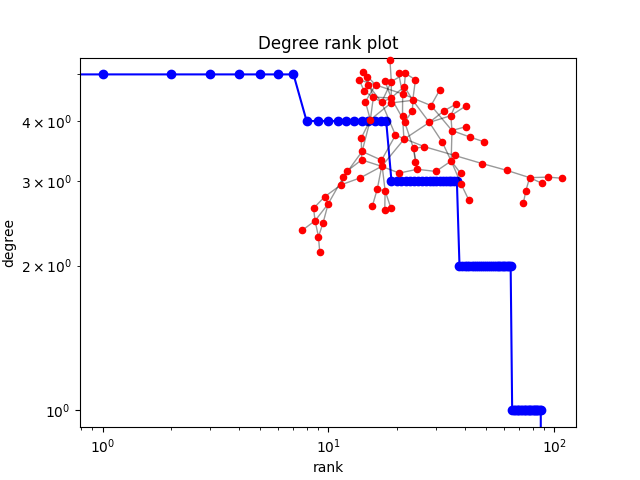 Degree rank plot
degree
4 × 10⁰
3 × 10⁰
2 × 10⁰
10⁰
10⁰
10¹
10²
rank